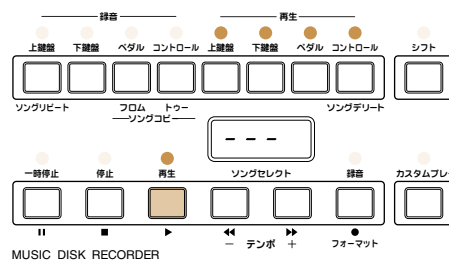 録音 再生
上鍵盤 下鍵盤 ペダル コントロール 上鍵盤 下鍵盤 ペダル コントロール シフト
ソングリピート フロム トゥー ソングデリート
ソングコピー
- - -
一時停止 停止 再生 ソングセレクト 録音 カスタムプレ
− テンポ + フォーマット
MUSIC DISK RECORDER